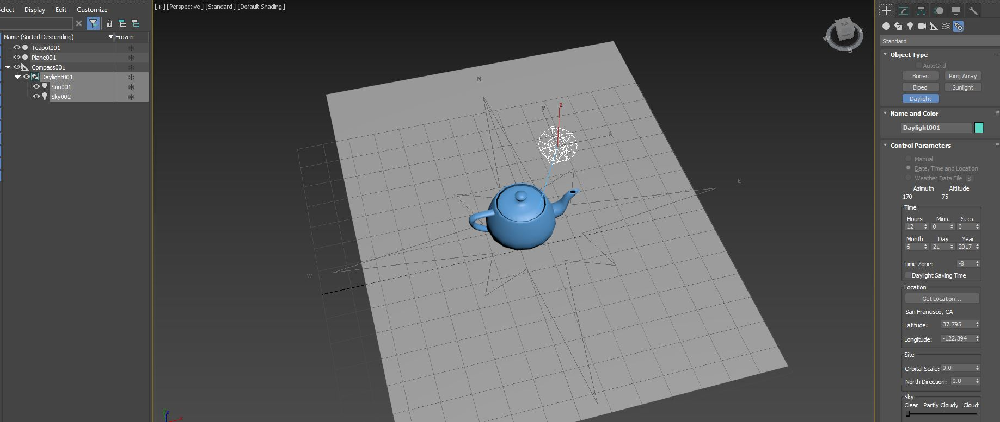 Select Display Edit Customize
Name (Sorted Descending) Frozen
Teapot001
Plane001
Compass001
Daylight001
Sun001
Sky002
[+] [Perspective] [Standard] [Default Shading]
N
z
y
x
E
W
TOP
FRONT
W
E
S
z
y
x
Standard
Object Type
AutoGrid
Bones Ring Array
Biped Sunlight
Daylight
Name and Color
Daylight001
Control Parameters
Manual
Date, Time and Location
Weather Data File S
Azimuth Altitude
170 75
Time
Hours Mins. Secs.
12 0 0
Month Day Year
6 21 2017
Time Zone: -8
Daylight Saving Time
Location
Get Location...
San Francisco, CA
Latitude: 37.795
Longitude: -122.394
Site
Orbital Scale: 0.0
North Direction: 0.0
Sky
Clear Partly Cloudy Cloudy